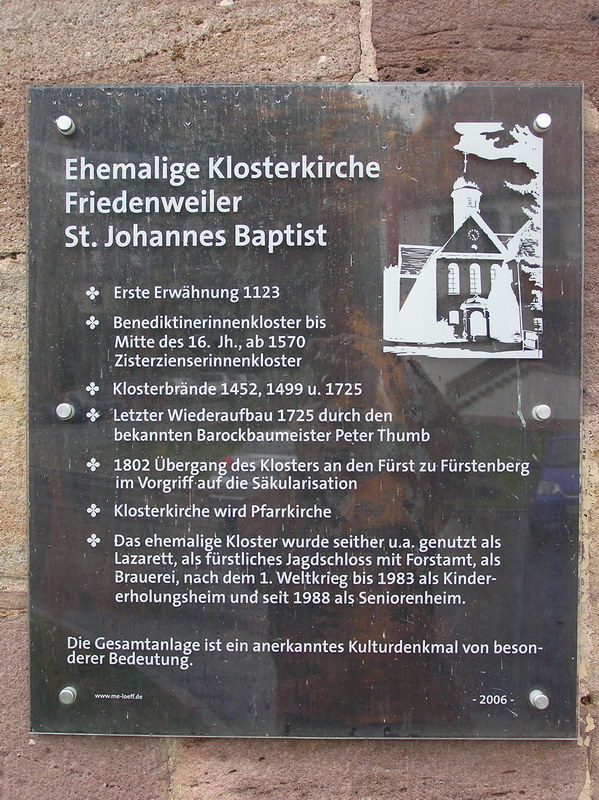 Ehemalige Klosterkirche
Friedenweiler
St. Johannes Baptist
✤ Erste Erwähnung 1123
✤ Benediktinerinnenkloster bis
Mitte des 16. Jh., ab 1570
Zisterzienserinnenkloster
✤ Klosterbrände 1452, 1499 u. 1725
✤ Letzter Wiederaufbau 1725 durch den
bekannten Barockbaumeister Peter Thumb
✤ 1802 Übergang des Klosters an den Fürst zu Fürstenberg
im Vorgriff auf die Säkularisation
✤ Klosterkirche wird Pfarrkirche
✤ Das ehemalige Kloster wurde seither u.a. genutzt als
Lazarett, als fürstliches Jagdschloss mit Forstamt, als
Brauerei, nach dem 1. Weltkrieg bis 1983 als Kinder-
erholungsheim und seit 1988 als Seniorenheim.
Die Gesamtanlage ist ein anerkanntes Kulturdenkmal von beson-
derer Bedeutung.
www.me-loeff.de
- 2006 -